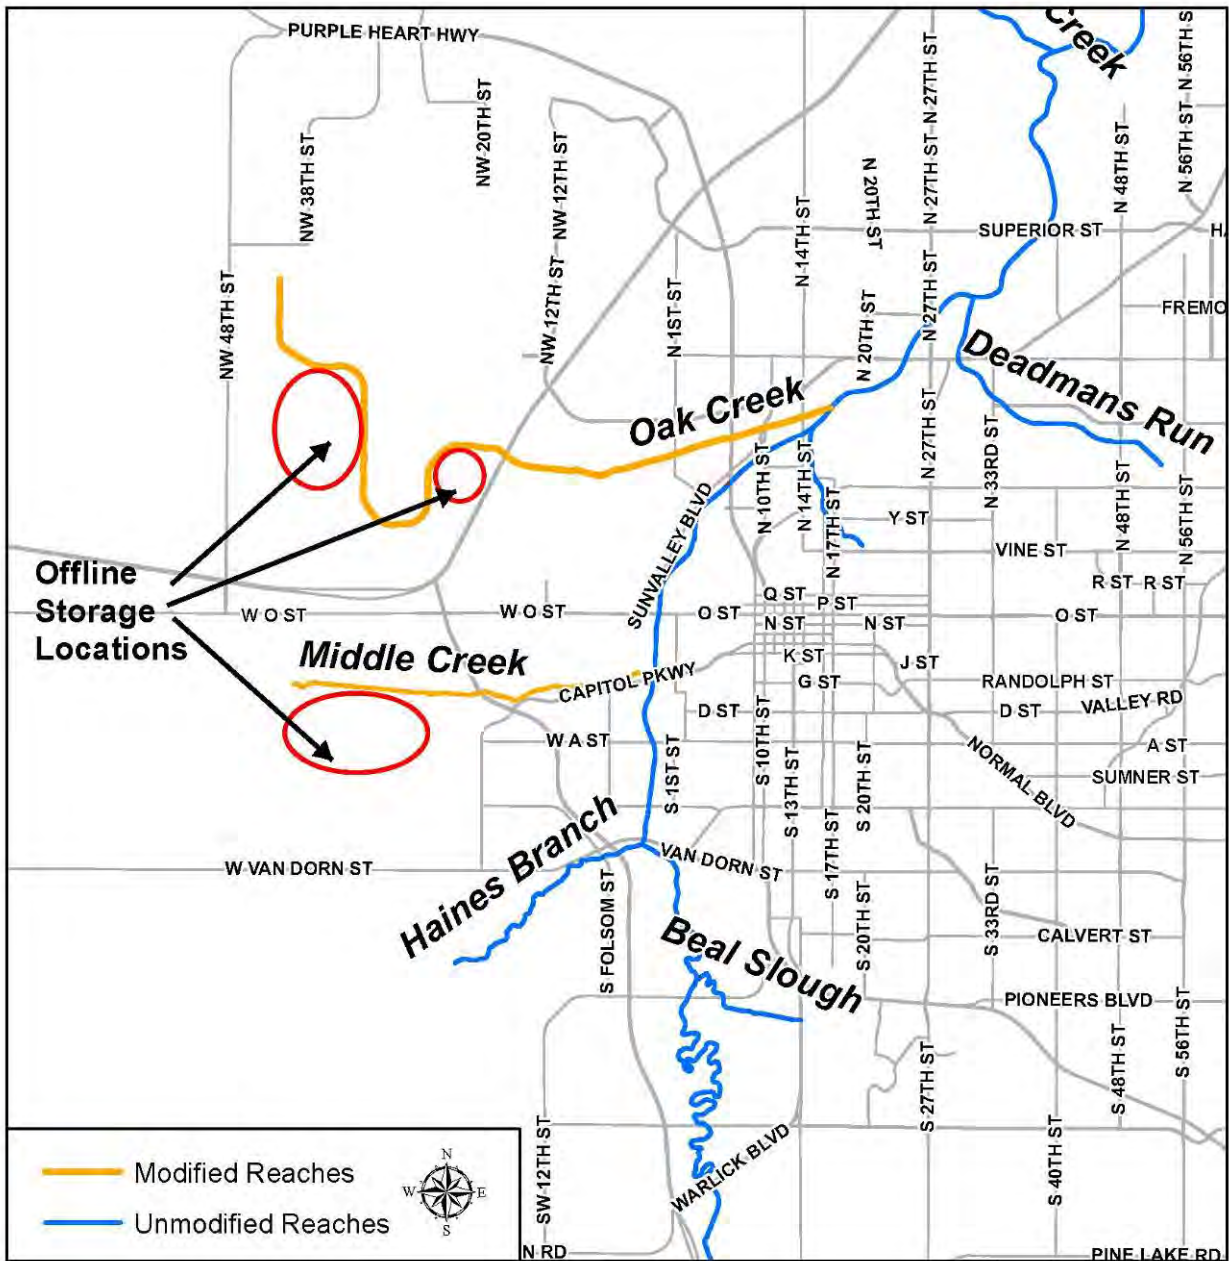 Creek
PURPLE HEART HWY
N 27TH ST
N 56TH S
N 56TH ST
N 56TH ST
NW 20TH ST
NW 38TH ST
NW 12TH ST
NW 12TH ST
NW 12TH ST
N 27TH ST
N 27TH ST
N 20TH ST
N 48TH ST
N 14TH ST
SUPERIOR ST
HA
NW 48TH ST
N 1ST ST
N 20TH ST
N 27TH ST
FREMO
Deadmans Run
Oak Creek
N 27TH ST
N 33RD ST
N 10TH ST
N 14TH ST
N 17TH ST
N 48TH ST
N 56TH ST
SUNVALLEY BLVD
Y ST
VINE ST
Offline
Storage
Locations
R ST
R ST
Q ST
P ST
W O ST
W O ST
O ST
O ST
N ST
N ST
Middle Creek
K ST
J ST
CAPITOL PKWY
G ST
RANDOLPH ST
VALLEY RD
D ST
D ST
W A ST
A ST
S 1ST ST
S 10TH ST
S 13TH ST
S 20TH ST
NORMAL BLVD
SUMNER ST
Haines Branch
W VAN DORN ST
VAN DORN ST
S 17TH ST
S FOLSOM ST
S 20TH ST
S 33RD ST
CALVERT ST
Beal Slough
PIONEERS BLVD
S 27TH ST
S 48TH ST
S 56TH ST
SW 12TH ST
WARLICK BLVD
S 40TH ST
N
W E
S
Modified Reaches
Unmodified Reaches
N RD
PINE LAKE RD